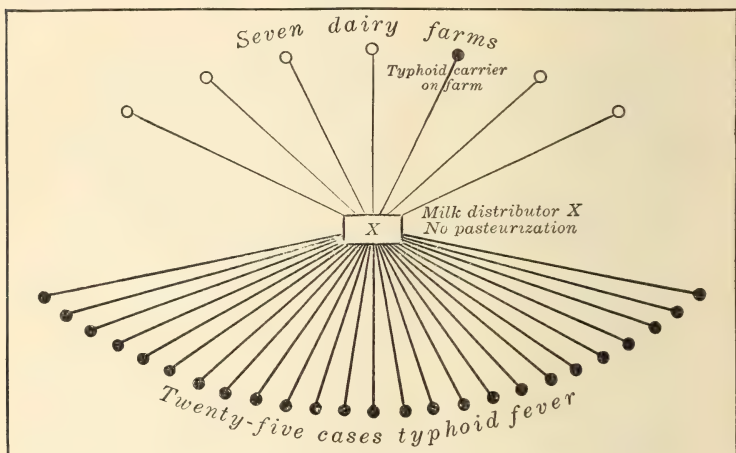 Seven dairy farms
Typhoid carrier
on farm
X
Milk distributor X
No pasteurization
Twenty-five cases typhoid fever